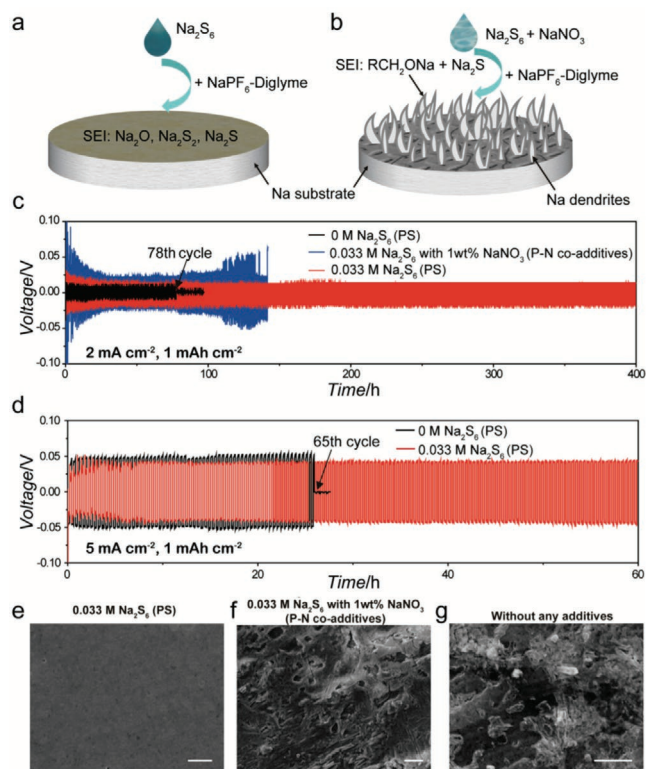 a
Na₂S₆
+ NaPF₆-Diglyme
SEI: Na₂O, Na₂S₂, Na₂S
Na substrate
b
Na₂S₆ + NaNO₃
SEI: RCH₂ONa + Na₂S
+ NaPF₆-Diglyme
Na dendrites
c
Voltage/V
0.10
0.05
0.00
-0.05
-0.10
78th cycle
0 M Na₂S₆ (PS)
0.033 M Na₂S₆ with 1wt% NaNO₃ (P-N co-additives)
0.033 M Na₂S₆ (PS)
2 mA cm⁻², 1 mAh cm⁻²
0 100 200 300 400
Time/h
d
Voltage/V
0.10
0.05
0.00
-0.05
-0.10
65th cycle
0 M Na₂S₆ (PS)
0.033 M Na₂S₆ (PS)
5 mA cm⁻², 1 mAh cm⁻²
0 20 40 60
Time/h
e
0.033 M Na₂S₆ (PS)
f
0.033 M Na₂S₆ with 1wt% NaNO₃
(P-N co-additives)
g
Without any additives